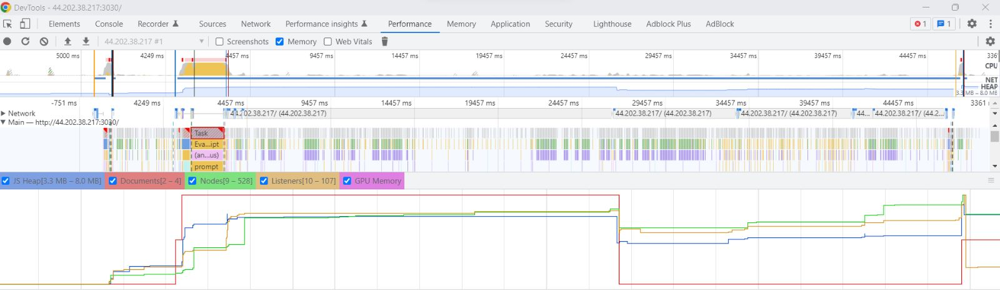 DevTools - 44.202.38.217:3030/
Elements Console Recorder Sources Network Performance insights Performance Memory Application Security Lighthouse Adblock Plus AdBlock 1 1
44.202.38.217 #1 Screenshots Memory Web Vitals
5000 ms 4249 ms 4457 ms 9457 ms 14457 ms 19457 ms 24457 ms 29457 ms 34457 ms 39457 ms 44457 ms 336
CPU
NET
HEAP
3.3 MB – 8.0 MB
-751 ms 4249 ms 4457 ms 9457 ms 14457 ms 19457 ms 24457 ms 29457 ms 34457 ms 39457 ms 44457 ms 3361
Network 44.202.38.217/ (44.202.38.217) 44.202.38.217/ (44.202.38.217) 44.202.38.217/ (44.202.38.217) 44... 44.202.38.217/ (44.2...
Main — http://44.202.38.217:3030/
Task
Eva...ipt
(an...us)
prompt
JS Heap[3.3 MB – 8.0 MB] Documents[2 – 4] Nodes[9 – 528] Listeners[10 – 107] GPU Memory